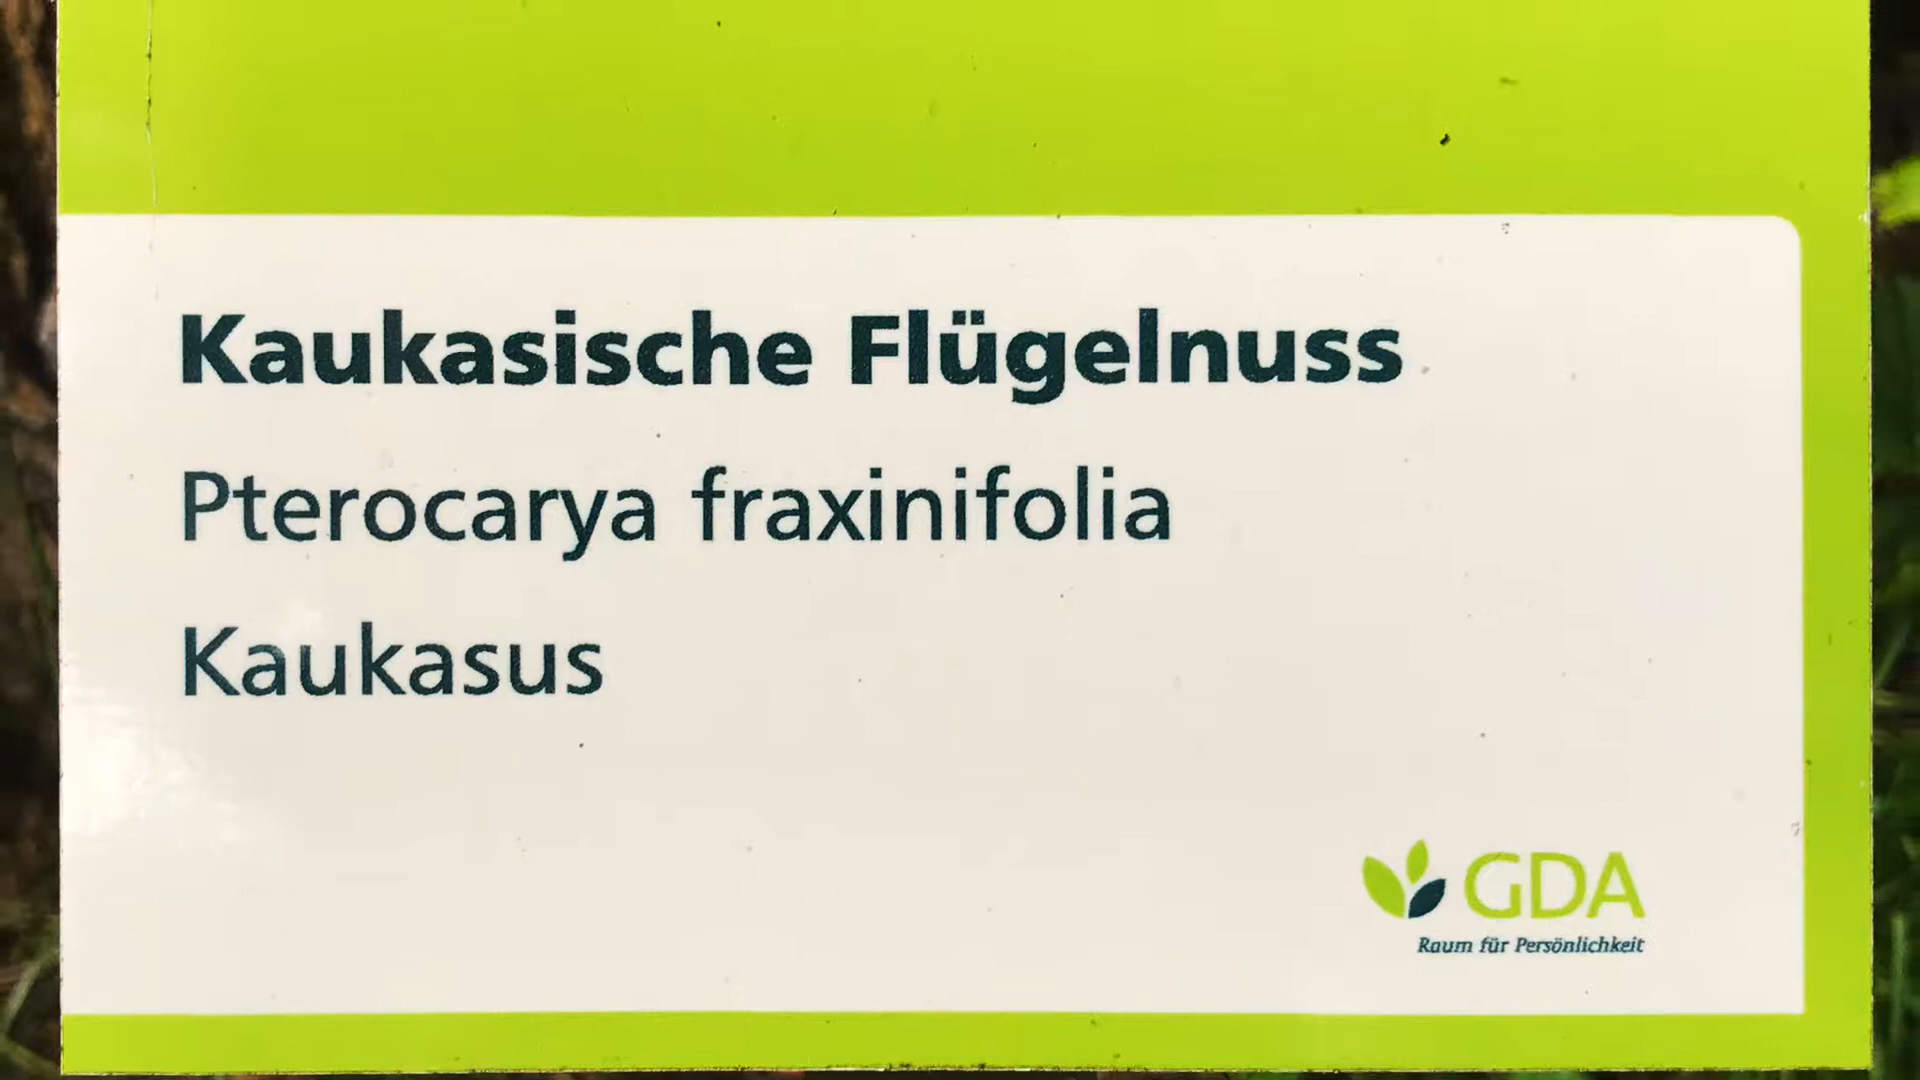 Kaukasische Flügelnuss
Pterocarya fraxinifolia
Kaukasus
GDA
Raum für Persönlichkeit